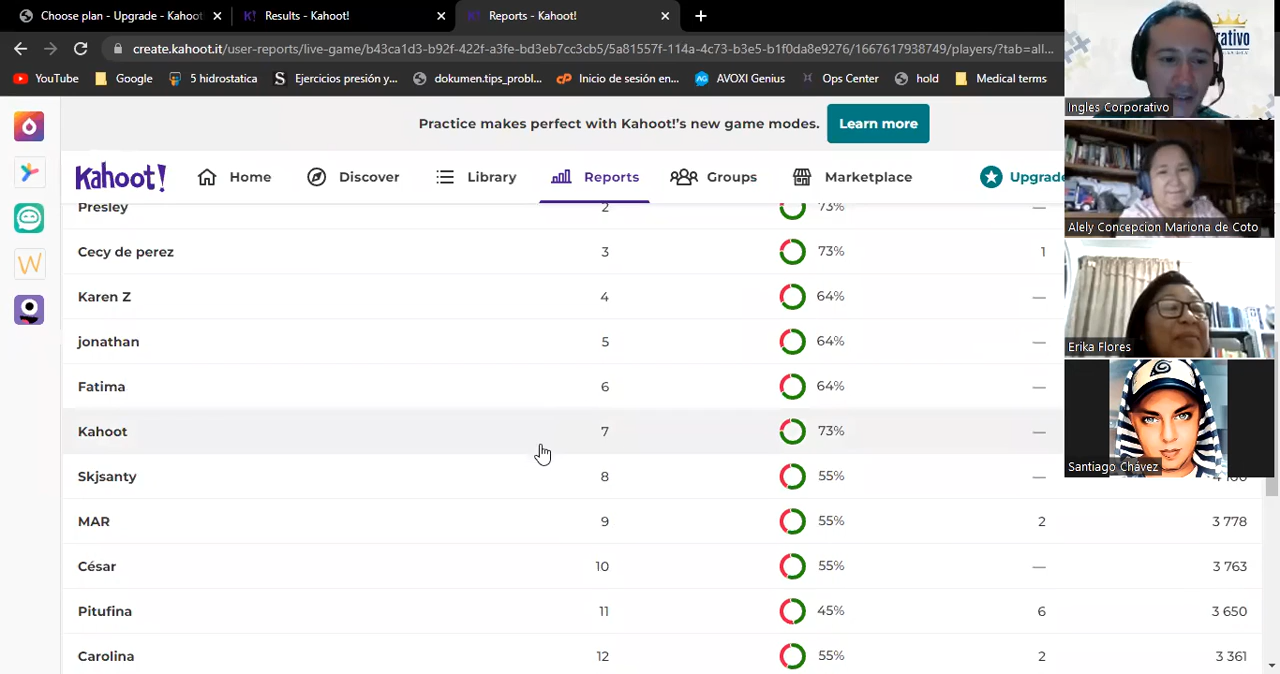 Choose plan - Upgrade - Kahoot
Results - Kahoot!
Reports - Kahoot!
create.kahoot.it/user-reports/live-game/b43ca1d3-b92f-422f-a3fe-bd3eb7cc3cb5/5a81557f-114a-4c73-b3e5-b1f0da8e9276/1667617938749/players/?tab=all...
YouTube
Google
5 hidrostatica
Ejercicios presión y...
dokumen.tips_probl...
Inicio de sesión en...
AVOXI Genius
Ops Center
hold
Medical terms
Ingles Corporativo
Practice makes perfect with Kahoot!'s new game modes.
Learn more
Kahoot!
Home
Discover
Library
Reports
Groups
Marketplace
Upgrade
Alely Concepcion Mariona de Coto
Presley 2 73% —
Cecy de perez 3 73% 1
Karen Z 4 64% —
jonathan 5 64% —
Erika Flores
Fatima 6 64% —
Kahoot 7 73% —
Santiago Chávez
Skjsanty 8 55% —
MAR 9 55% 2 3 778
César 10 55% — 3 763
Pitufina 11 45% 6 3 650
Carolina 12 55% 2 3 361